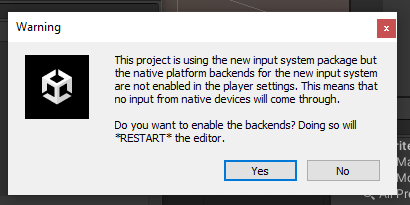 Warning
This project is using the new input system package but
the native platform backends for the new input system
are not enabled in the player settings. This means that
no input from native devices will come through.
Do you want to enable the backends? Doing so will
*RESTART* the editor.
Yes
No